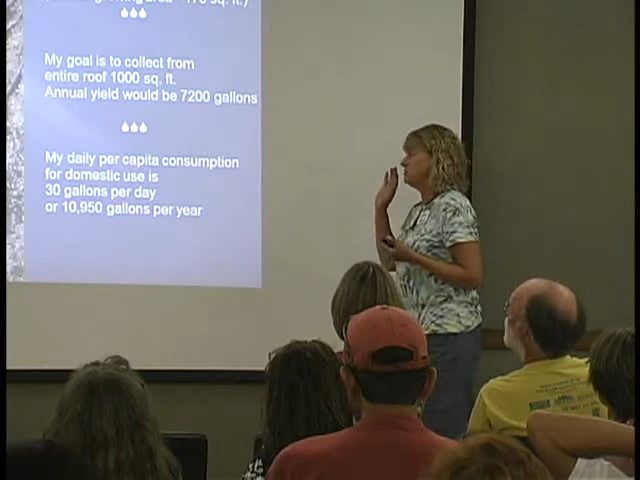 My goal is to collect from
entire roof 1000 sq. ft.
Annual yield would be 7200 gallons
My daily per capita consumption
for domestic use is
30 gallons per day
or 10,950 gallons per year